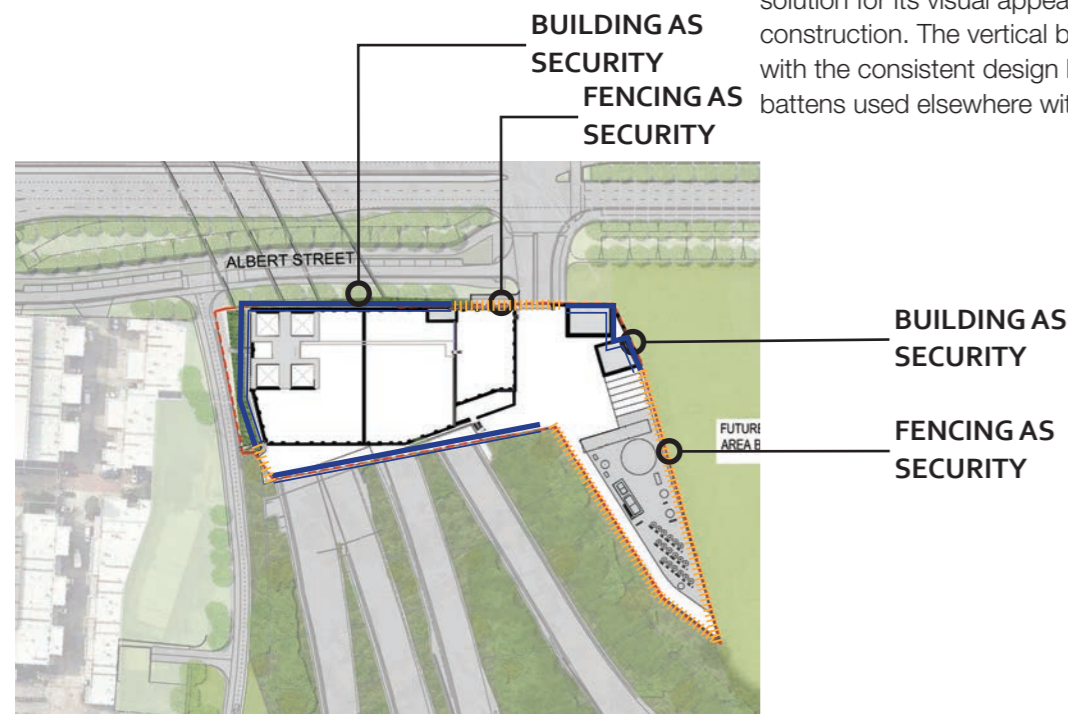 solution for its visual appea
construction. The vertical b
with the consistent design l
battens used elsewhere wit
BUILDING AS
SECURITY
FENCING AS
SECURITY
ALBERT STREET
BUILDING AS
SECURITY
FUTURE
AREA B
FENCING AS
SECURITY